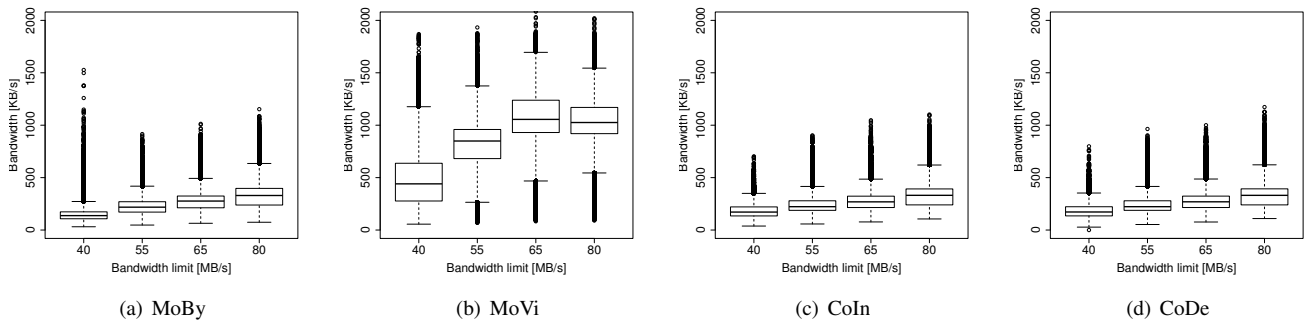 Bandwidth [KB/s]
2000
1500
1000
500
0
40 55 65 80
Bandwidth limit [MB/s]
(a) MoBy
Bandwidth [KB/s]
2000
1500
1000
500
0
40 55 65 80
Bandwidth limit [MB/s]
(b) MoVi
Bandwidth [KB/s]
2000
1500
1000
500
0
40 55 65 80
Bandwidth limit [MB/s]
(c) CoIn
Bandwidth [KB/s]
2000
1500
1000
500
0
40 55 65 80
Bandwidth limit [MB/s]
(d) CoDe